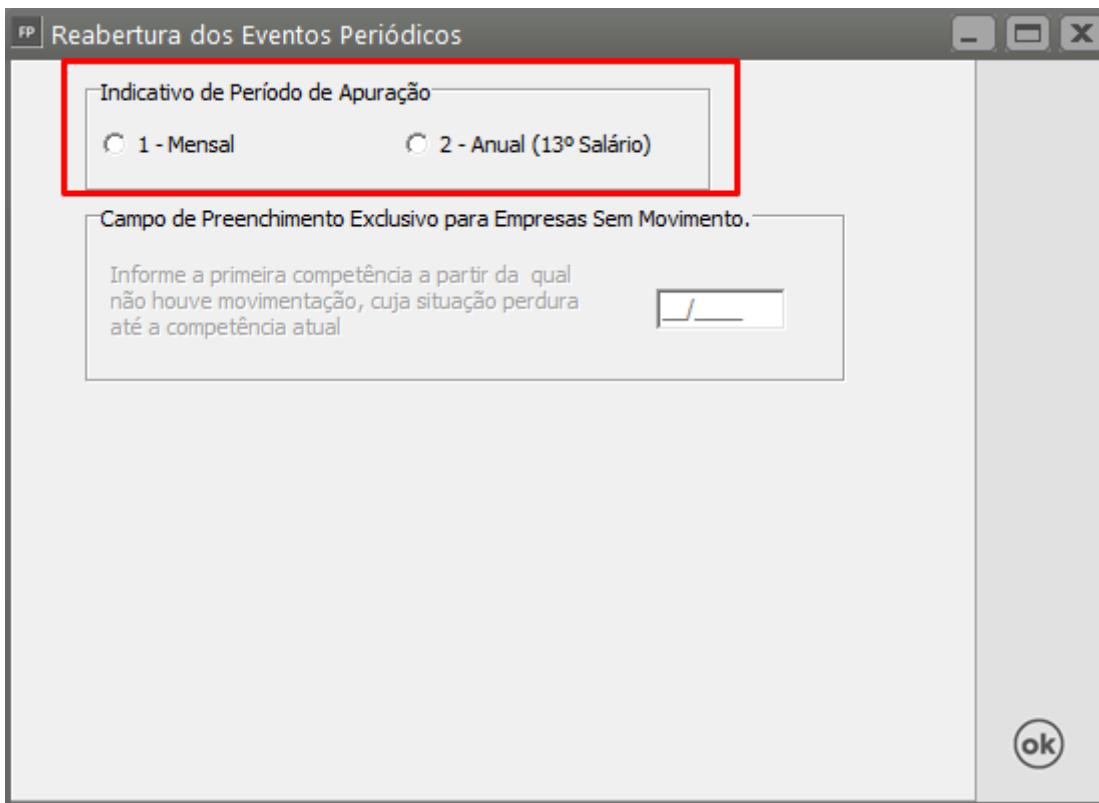 FP Reabertura dos Eventos Periódicos
Indicativo de Período de Apuração
1 - Mensal 2 - Anual (13º Salário)
Campo de Preenchimento Exclusivo para Empresas Sem Movimento.
Informe a primeira competência a partir da qual
não houve movimentação, cuja situação perdura
até a competência atual
__/____
ok